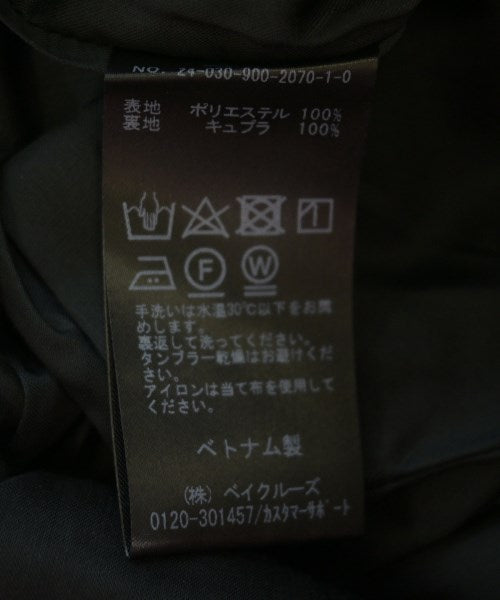 NO. 24-030-900-2070-1-0
表地 ポリエステル 100%
裏地 キュプラ 100%
F W
手洗いは水温30℃以下をお薦
めします。
裏返して洗ってください。
タンブラー乾燥はお避けくだ
さい。
アイロンは当て布を使用して
ください。
ベトナム製
(株) ベイクルーズ
0120-301457/カスタマーサポート